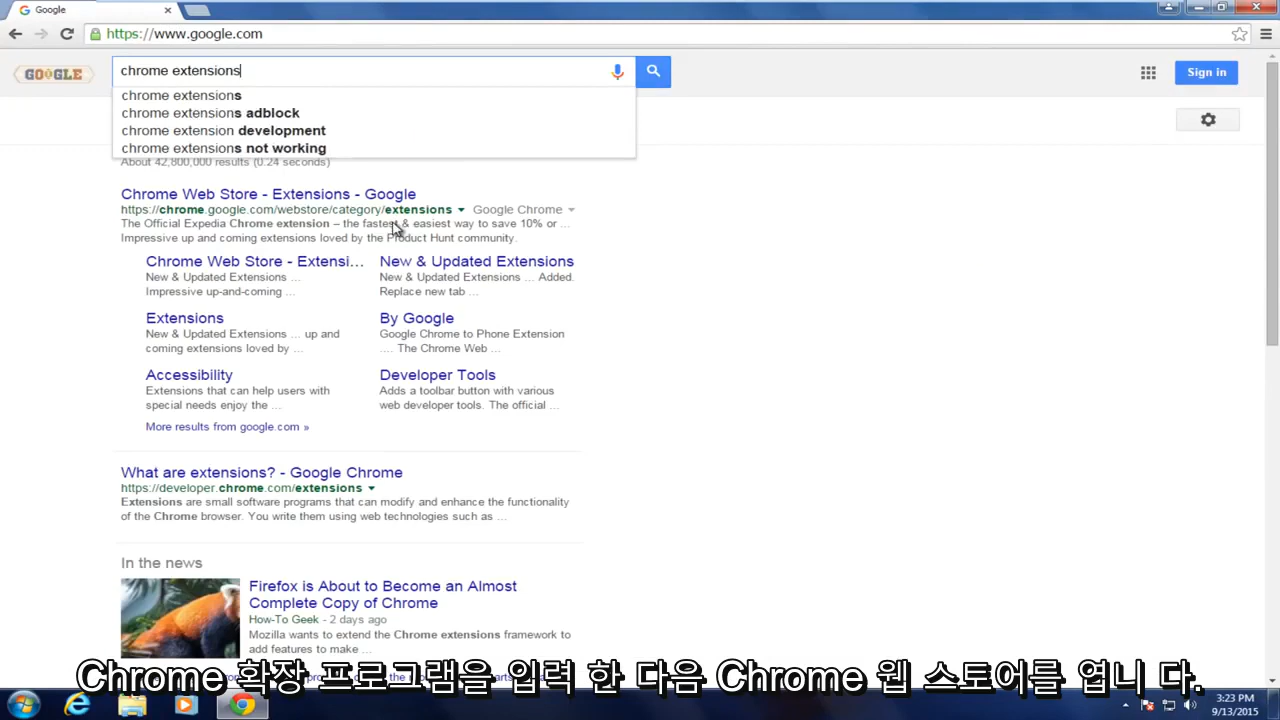 Google
https://www.google.com
GOOGLE
chrome extensions
Sign in
chrome extensions
chrome extensions adblock
chrome extension development
chrome extensions not working
About 42,800,000 results (0.24 seconds)
Chrome Web Store - Extensions - Google
https://chrome.google.com/webstore/category/extensions Google Chrome
The Official Expedia Chrome extension – the fastest & easiest way to save 10% or ...
Impressive up and coming extensions loved by the Product Hunt community.
Chrome Web Store - Extensi... New & Updated Extensions
New & Updated Extensions ... New & Updated Extensions ... Added.
Impressive up-and-coming ... Replace new tab ...
Extensions By Google
New & Updated Extensions ... up and Google Chrome to Phone Extension
coming extensions loved by ... .... The Chrome Web ...
Accessibility Developer Tools
Extensions that can help users with Adds a toolbar button with various
special needs enjoy the ... web developer tools. The official ...
More results from google.com »
What are extensions? - Google Chrome
https://developer.chrome.com/extensions
Extensions are small software programs that can modify and enhance the functionality
of the Chrome browser. You write them using web technologies such as ...
In the news
Firefox is About to Become an Almost
Complete Copy of Chrome
How-To Geek - 2 days ago
Mozilla wants to extend the Chrome extensions framework to
add features to make ...
Chrome 확장 프로그램을 입력 한 다음 Chrome 웹 스토어를 엽니 다.
3:23 PM
9/13/2015